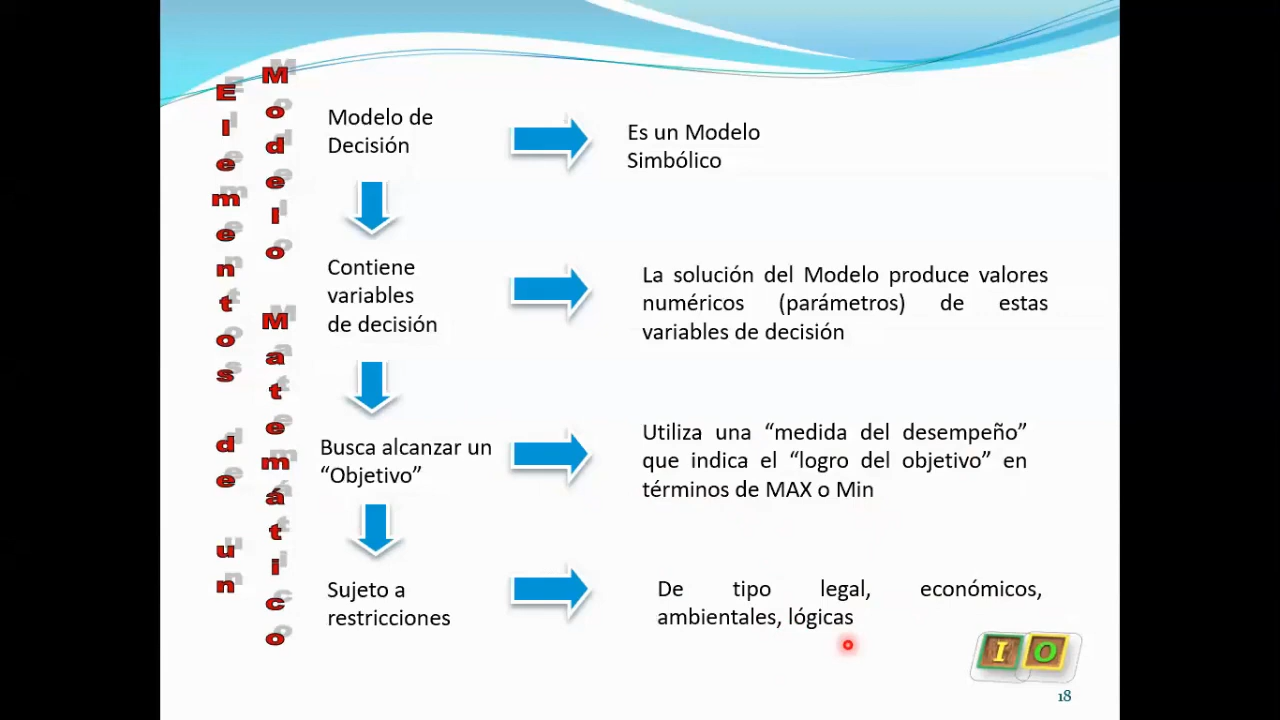 Elementos de un
Modelo Matemático
Modelo de
Decisión
Es un Modelo
Simbólico
Contiene
variables
de decisión
La solución del Modelo produce valores
numéricos (parámetros) de estas
variables de decisión
Busca alcanzar un
“Objetivo”
Utiliza una “medida del desempeño”
que indica el “logro del objetivo” en
términos de MAX o Min
Sujeto a
restricciones
De tipo legal, económicos,
ambientales, lógicas
I O
18